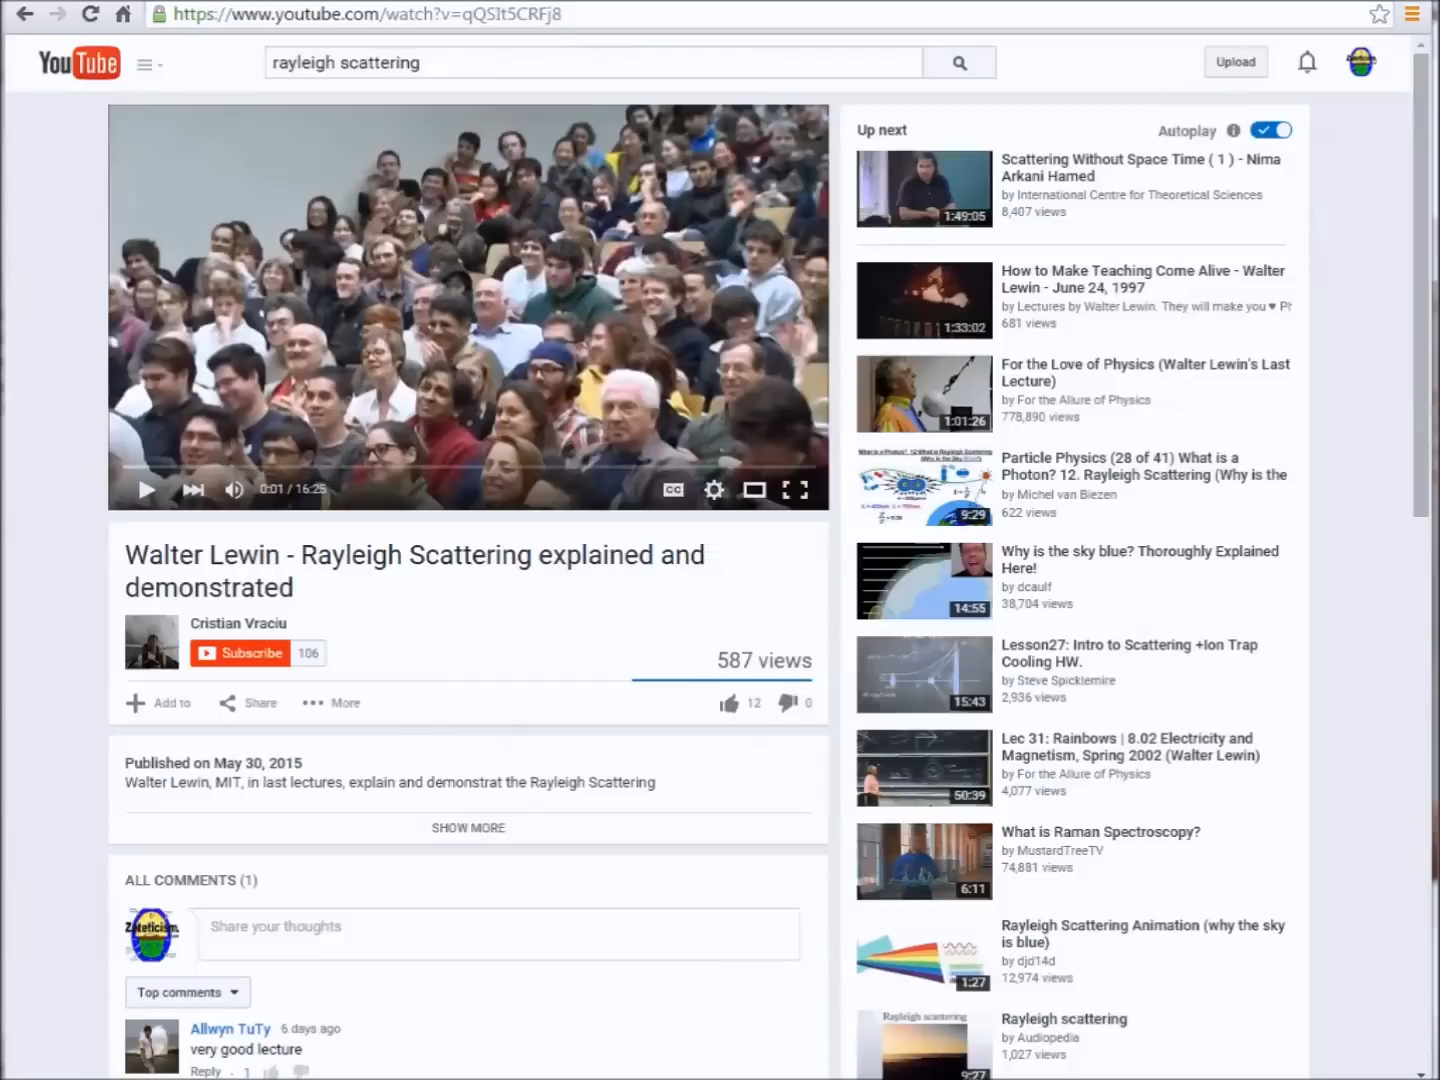 https://www.youtube.com/watch?v=qQSIt5CRFj8
YouTube
rayleigh scattering
Upload
0:01 / 16:25
CC
Walter Lewin - Rayleigh Scattering explained and
demonstrated
Cristian Vraciu
Subscribe 106
587 views
Add to Share More 12 0
Published on May 30, 2015
Walter Lewin, MIT, in last lectures, explain and demonstrat the Rayleigh Scattering
SHOW MORE
ALL COMMENTS (1)
Zeteticism.
Share your thoughts
Top comments
Allwyn TuTy 6 days ago
very good lecture
Reply . 1
Up next
Autoplay
Scattering Without Space Time ( 1 ) - Nima
Arkani Hamed
by International Centre for Theoretical Sciences
8,407 views
1:49:05
How to Make Teaching Come Alive - Walter
Lewin - June 24, 1997
by Lectures by Walter Lewin. They will make you ♥ Ph
681 views
1:33:02
For the Love of Physics (Walter Lewin's Last
Lecture)
by For the Allure of Physics
778,890 views
1:01:26
Particle Physics (28 of 41) What is a
Photon? 12. Rayleigh Scattering (Why is the
by Michel van Biezen
622 views
9:29
Why is the sky blue? Thoroughly Explained
Here!
by dcaulf
38,704 views
14:55
Lesson27: Intro to Scattering +Ion Trap
Cooling HW.
by Steve Spicklemire
2,936 views
15:43
Lec 31: Rainbows | 8.02 Electricity and
Magnetism, Spring 2002 (Walter Lewin)
by For the Allure of Physics
4,077 views
50:39
What is Raman Spectroscopy?
by MustardTreeTV
74,881 views
6:11
Rayleigh Scattering Animation (why the sky
is blue)
by djd14d
12,974 views
1:27
Rayleigh scattering
Rayleigh scattering
by Audiopedia
1,027 views
9:27